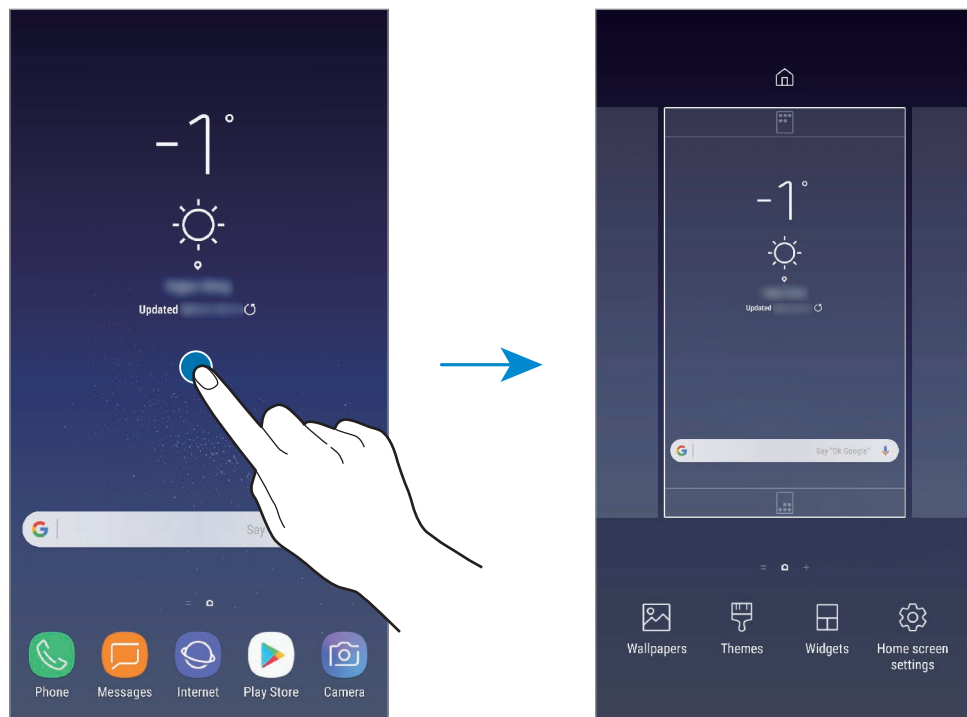 -1°
Updated
Say
Phone Messages Internet Play Store Camera
-1°
Updated
Say "Ok Google"
Wallpapers Themes Widgets Home screen
settings